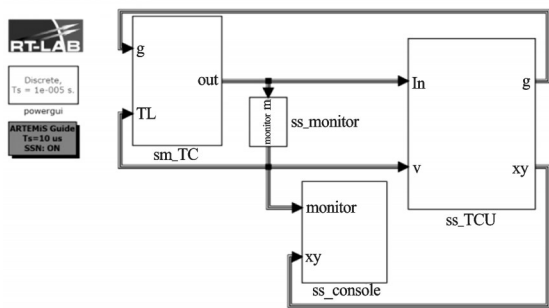 RT-LAB
Discrete,
Ts = 1e-005 s.
powergui
ARTEMiS Guide
Ts=10 us
SSN: ON
g
out
TL
sm_TC
monitor m
ss_monitor
In
g
v
xy
ss_TCU
monitor
xy
ss_console